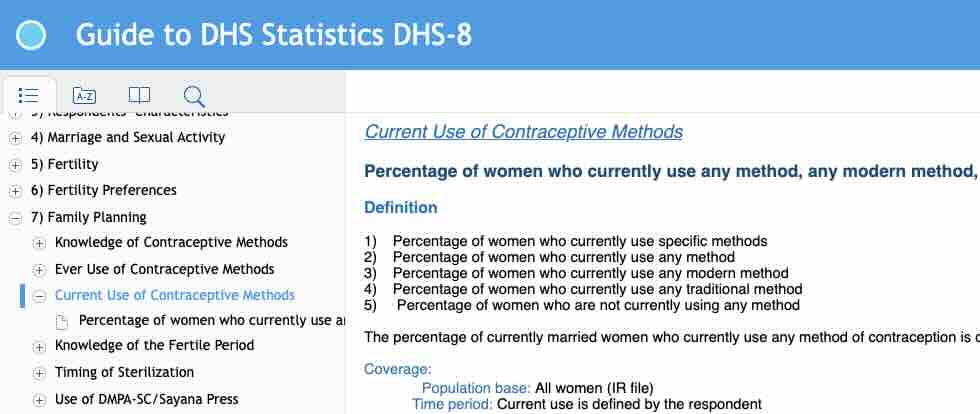 Guide to DHS Statistics DHS-8
A-Z
3) Respondents' Characteristics
4) Marriage and Sexual Activity
5) Fertility
6) Fertility Preferences
7) Family Planning
Knowledge of Contraceptive Methods
Ever Use of Contraceptive Methods
Current Use of Contraceptive Methods
Percentage of women who currently use a
Knowledge of the Fertile Period
Timing of Sterilization
Use of DMPA-SC/Sayana Press
Current Use of Contraceptive Methods
Percentage of women who currently use any method, any modern method,
Definition
1) Percentage of women who currently use specific methods
2) Percentage of women who currently use any method
3) Percentage of women who currently use any modern method
4) Percentage of women who currently use any traditional method
5) Percentage of women who are not currently using any method
The percentage of currently married women who currently use any method of contraception is
Coverage:
Population base: All women (IR file)
Time period: Current use is defined by the respondent